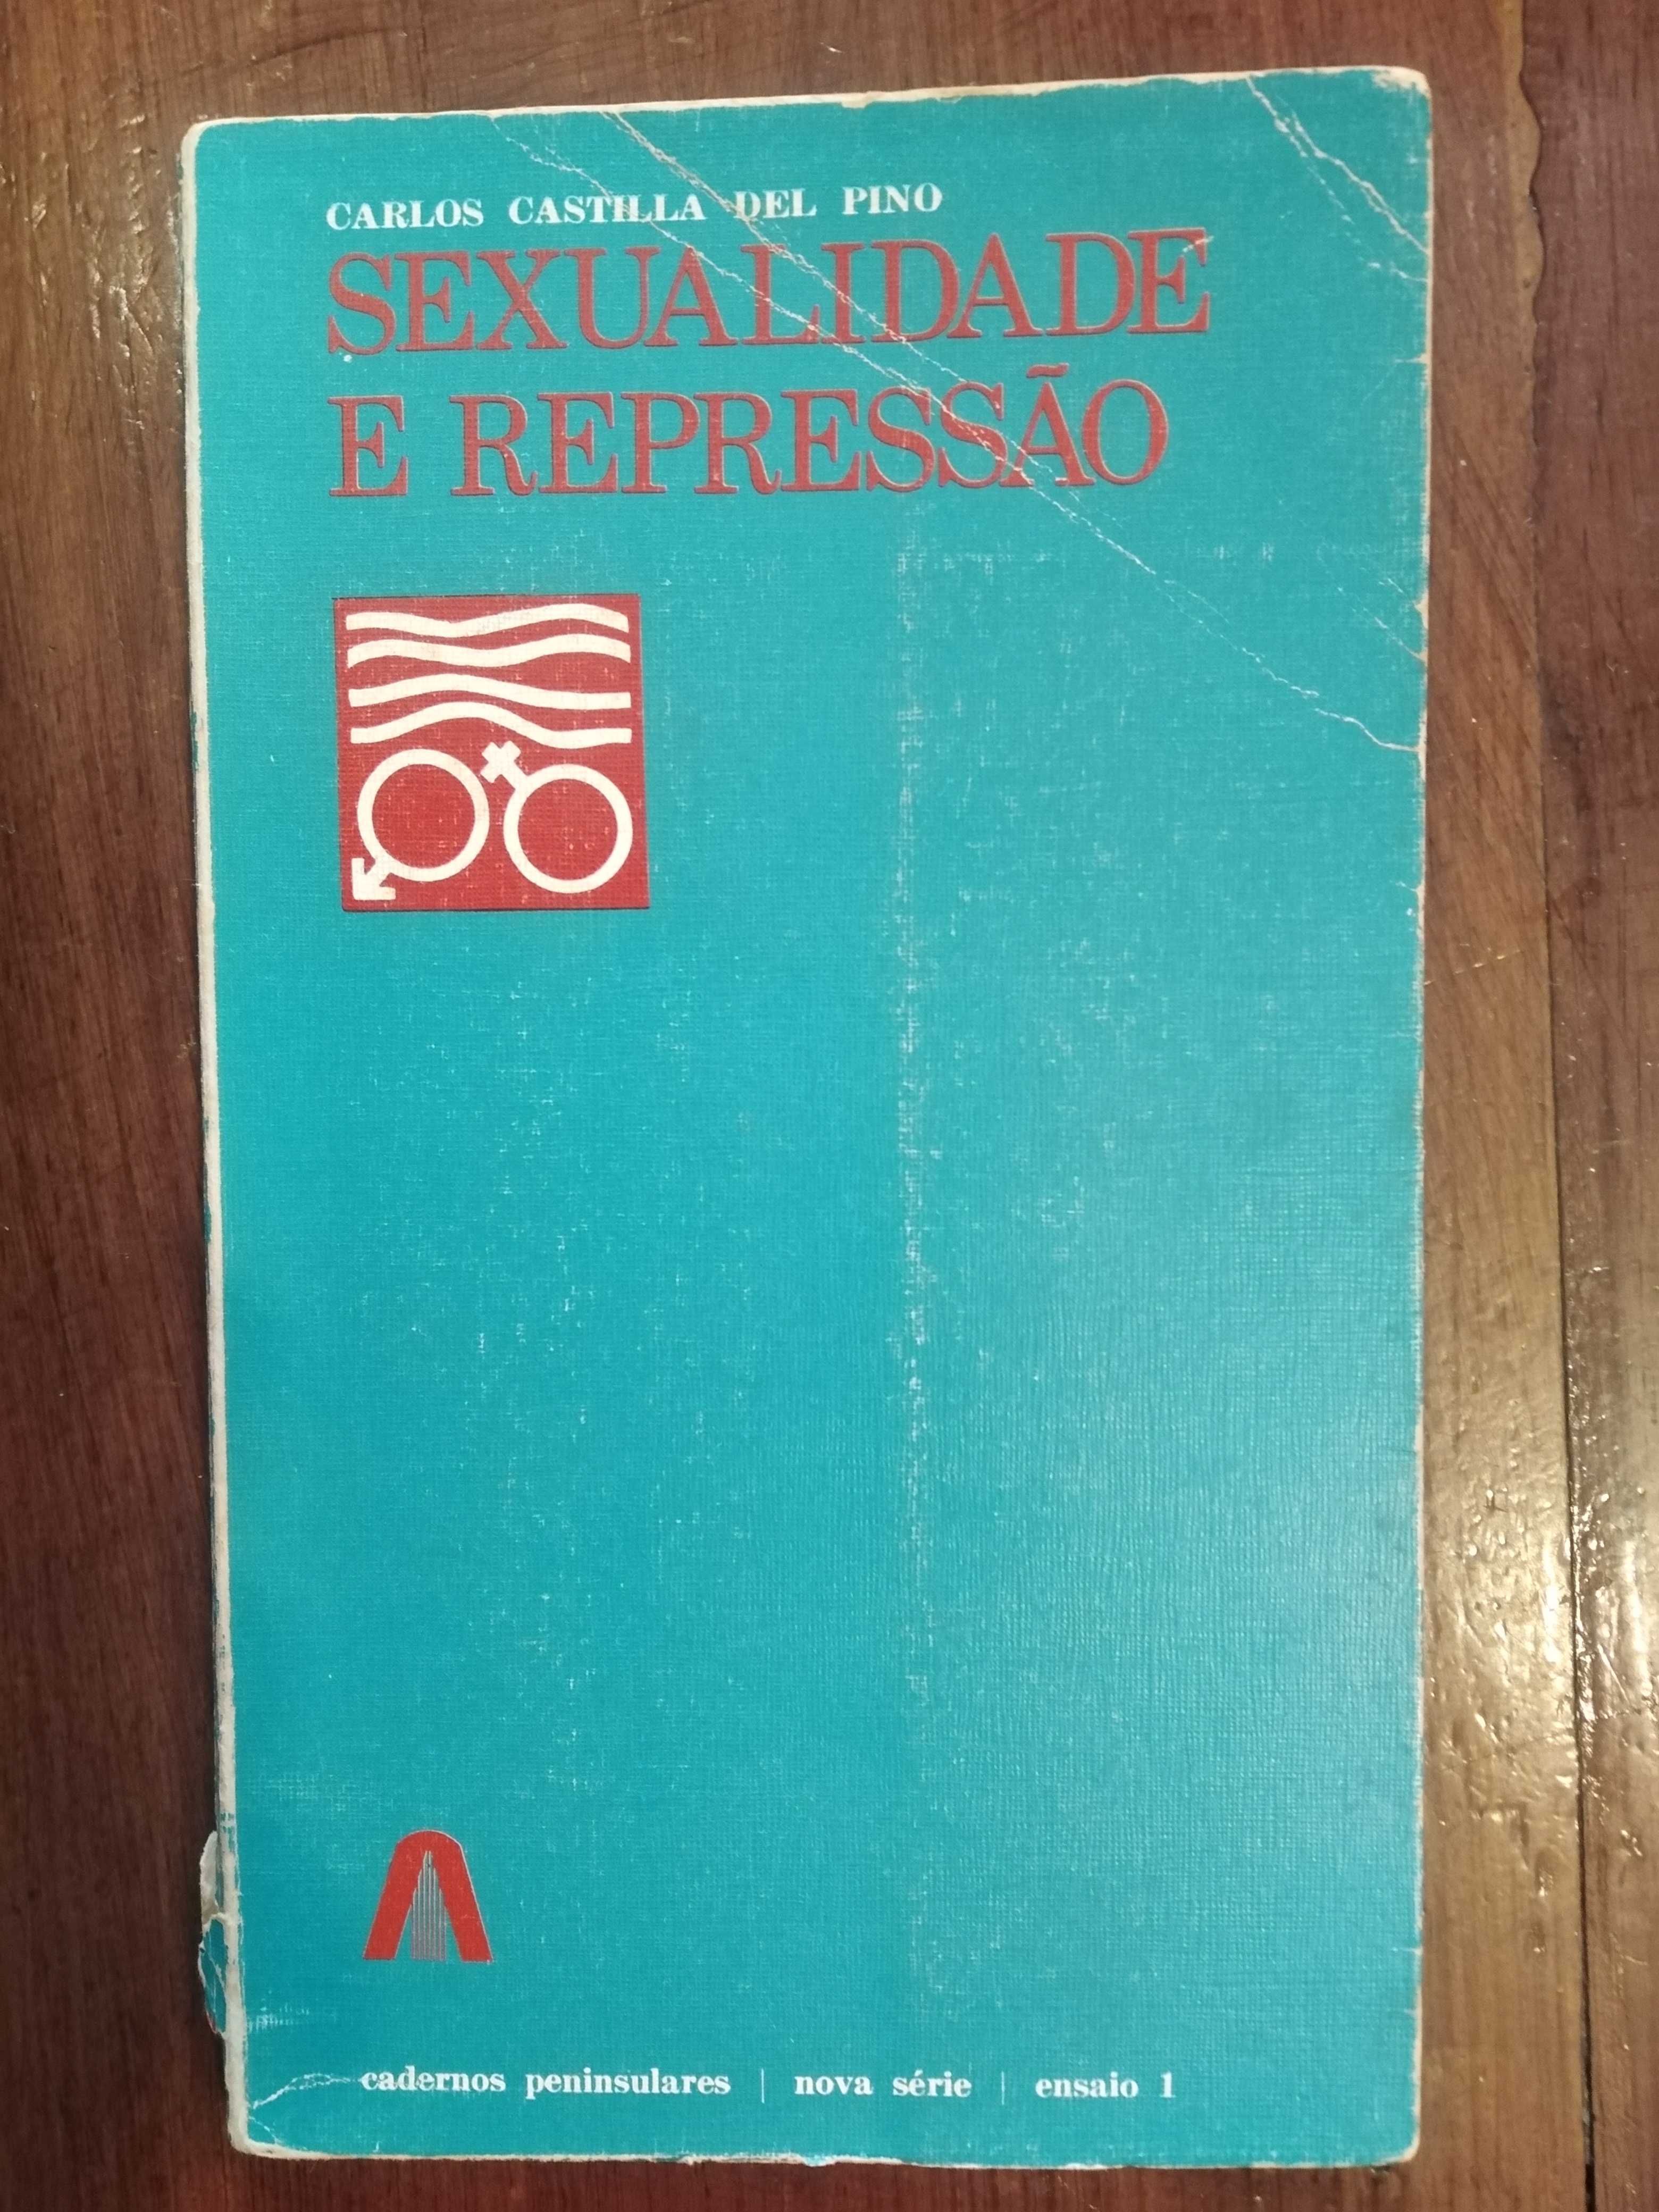 CARLOS CASTILLA DEL PINO
SEXUALIDADE
E REPRESSÃO
cadernos peninsulares | nova série | ensaio 1